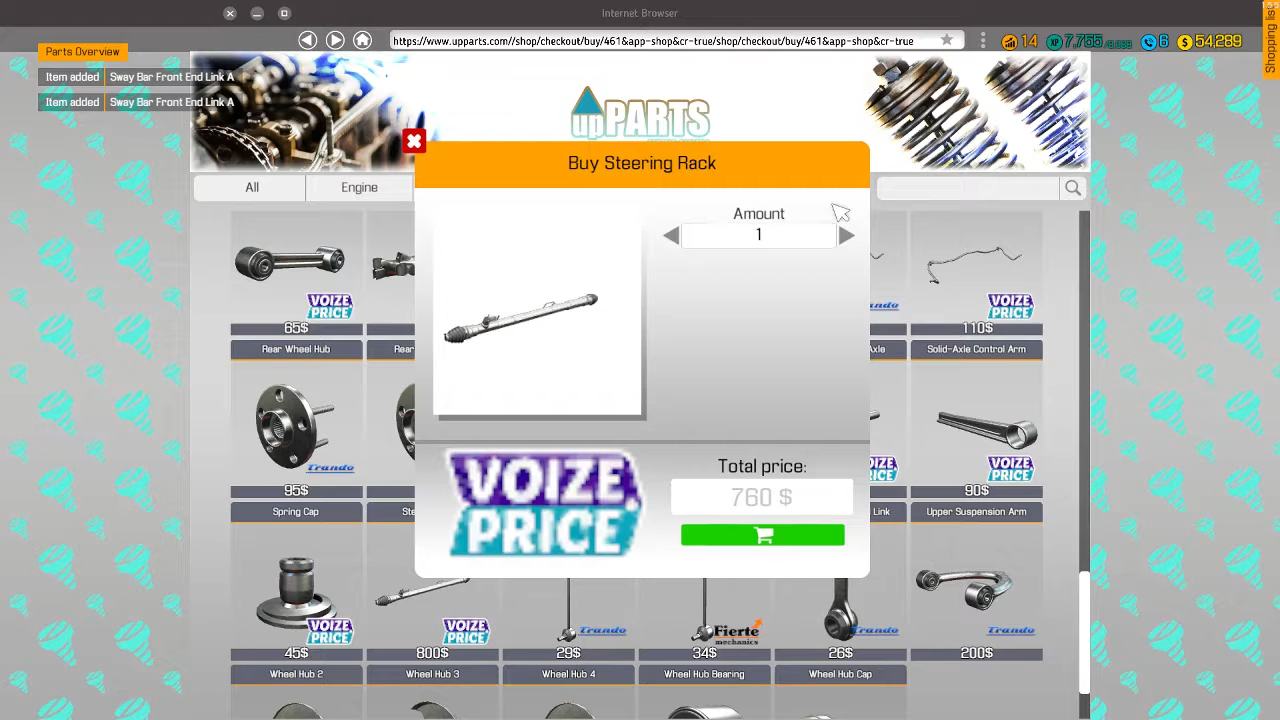 Internet Browser
https://www.upparts.com//shop/checkout/buy/461&app-shop&cr-true/shop/checkout/buy/461&app-shop&cr-true
14
XP 7,755
6
$ 54,289
Shopping list
Parts Overview
Item added Sway Bar Front End Link A
Item added Sway Bar Front End Link A
upPARTS
Buy Steering Rack
All
Engine
Amount
1
VOIZE PRICE
65$
Trando
VOIZE PRICE
110$
Rear Wheel Hub
Rear
Axle
Solid-Axle Control Arm
Trando
95$
VOIZE PRICE
90$
VOIZE
PRICE
Total price:
760 $
Spring Cap
Ste
Link
Upper Suspension Arm
VOIZE PRICE
45$
VOIZE PRICE
800$
Trando
29$
Fierte mechanics
34$
Trando
26$
Trando
200$
Wheel Hub 2
Wheel Hub 3
Wheel Hub 4
Wheel Hub Bearing
Wheel Hub Cap